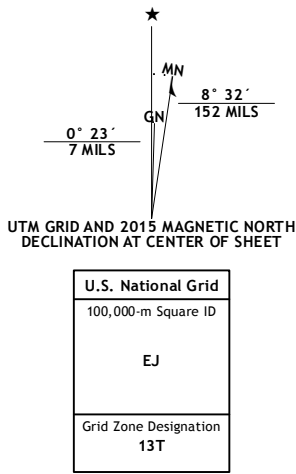 ★
MN
GN
8° 32´
152 MILS
0° 23´
7 MILS
UTM GRID AND 2015 MAGNETIC NORTH
DECLINATION AT CENTER OF SHEET
U.S. National Grid
100,000-m Square ID
EJ
Grid Zone Designation
13T